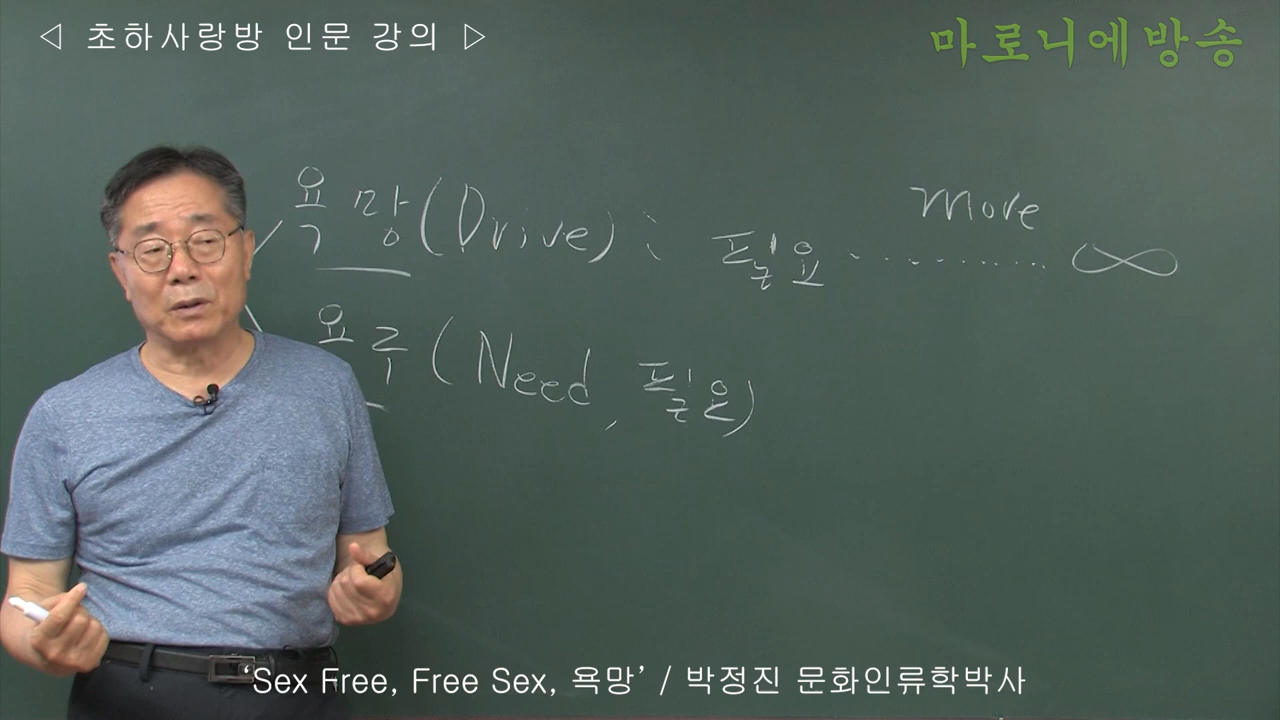 ◁ 초하사랑방 인문 강의 ▷
마로니에방송
more
욕망(Drive) : 필요 ·········· ∞
요구(Need, 필요)
‘Sex Free, Free Sex, 욕망’ / 박정진 문화인류학박사